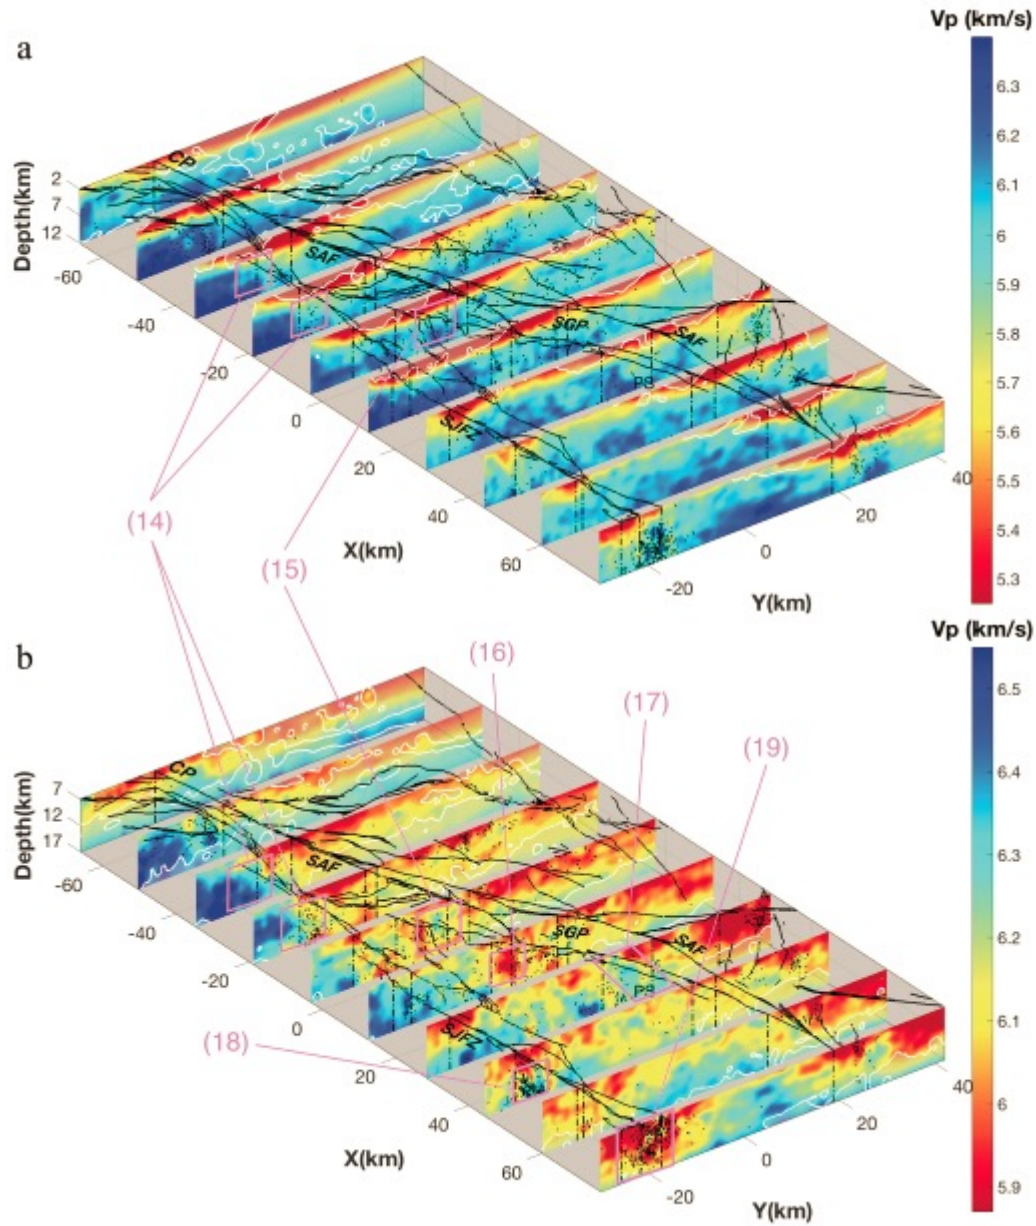 a
Vp (km/s)
6.3
6.2
6.1
6
5.9
5.8
5.7
5.6
5.5
5.4
5.3
CP
SAF
SGP
SAF
PS
SJFZ
Depth(km)
2
7
12
-60
-40
-20
0
20
40
60
X(km)
-20
0
20
40
Y(km)
(14)
(15)
b
Vp (km/s)
6.5
6.4
6.3
6.2
6.1
6
5.9
(16)
(17)
(19)
(18)
CP
SAF
SGP
SAF
PS
SJFZ
Depth(km)
7
12
17
-60
-40
-20
0
20
40
60
X(km)
-20
0
20
40
Y(km)